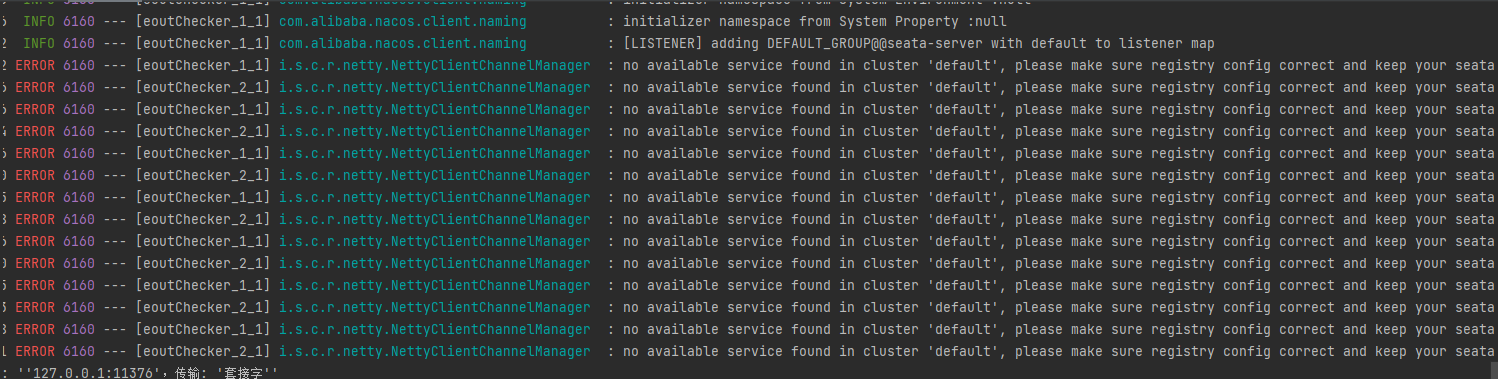 INFO 6160 --- [eoutChecker_1_1] com.alibaba.nacos.client.naming : initializer namespace from System Environment :null
INFO 6160 --- [eoutChecker_1_1] com.alibaba.nacos.client.naming : initializer namespace from System Property :null
2 INFO 6160 --- [eoutChecker_1_1] com.alibaba.nacos.client.naming : [LISTENER] adding DEFAULT_GROUP@@seata-server with default to listener map
2 ERROR 6160 --- [eoutChecker_1_1] i.s.c.r.netty.NettyClientChannelManager : no available service found in cluster 'default', please make sure registry config correct and keep your seata
5 ERROR 6160 --- [eoutChecker_2_1] i.s.c.r.netty.NettyClientChannelManager : no available service found in cluster 'default', please make sure registry config correct and keep your seata
5 ERROR 6160 --- [eoutChecker_1_1] i.s.c.r.netty.NettyClientChannelManager : no available service found in cluster 'default', please make sure registry config correct and keep your seata
4 ERROR 6160 --- [eoutChecker_2_1] i.s.c.r.netty.NettyClientChannelManager : no available service found in cluster 'default', please make sure registry config correct and keep your seata
6 ERROR 6160 --- [eoutChecker_1_1] i.s.c.r.netty.NettyClientChannelManager : no available service found in cluster 'default', please make sure registry config correct and keep your seata
0 ERROR 6160 --- [eoutChecker_2_1] i.s.c.r.netty.NettyClientChannelManager : no available service found in cluster 'default', please make sure registry config correct and keep your seata
5 ERROR 6160 --- [eoutChecker_1_1] i.s.c.r.netty.NettyClientChannelManager : no available service found in cluster 'default', please make sure registry config correct and keep your seata
8 ERROR 6160 --- [eoutChecker_2_1] i.s.c.r.netty.NettyClientChannelManager : no available service found in cluster 'default', please make sure registry config correct and keep your seata
6 ERROR 6160 --- [eoutChecker_1_1] i.s.c.r.netty.NettyClientChannelManager : no available service found in cluster 'default', please make sure registry config correct and keep your seata
0 ERROR 6160 --- [eoutChecker_2_1] i.s.c.r.netty.NettyClientChannelManager : no available service found in cluster 'default', please make sure registry config correct and keep your seata
5 ERROR 6160 --- [eoutChecker_1_1] i.s.c.r.netty.NettyClientChannelManager : no available service found in cluster 'default', please make sure registry config correct and keep your seata
3 ERROR 6160 --- [eoutChecker_2_1] i.s.c.r.netty.NettyClientChannelManager : no available service found in cluster 'default', please make sure registry config correct and keep your seata
8 ERROR 6160 --- [eoutChecker_1_1] i.s.c.r.netty.NettyClientChannelManager : no available service found in cluster 'default', please make sure registry config correct and keep your seata
1 ERROR 6160 --- [eoutChecker_2_1] i.s.c.r.netty.NettyClientChannelManager : no available service found in cluster 'default', please make sure registry config correct and keep your seata
: ''127.0.0.1:11376', 传输: '套接字''